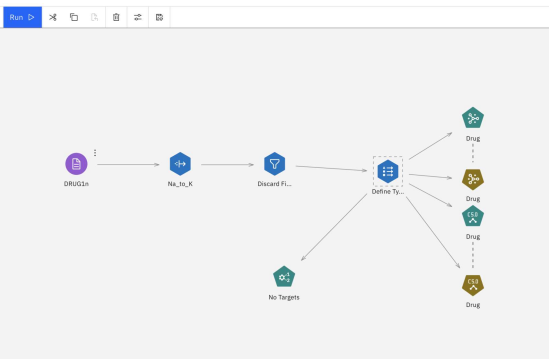 Run
Drug
DRUG1n
Na_to_K
Discard Fi...
Define Ty...
Drug
C5.0
Drug
No Targets
C5.0
Drug